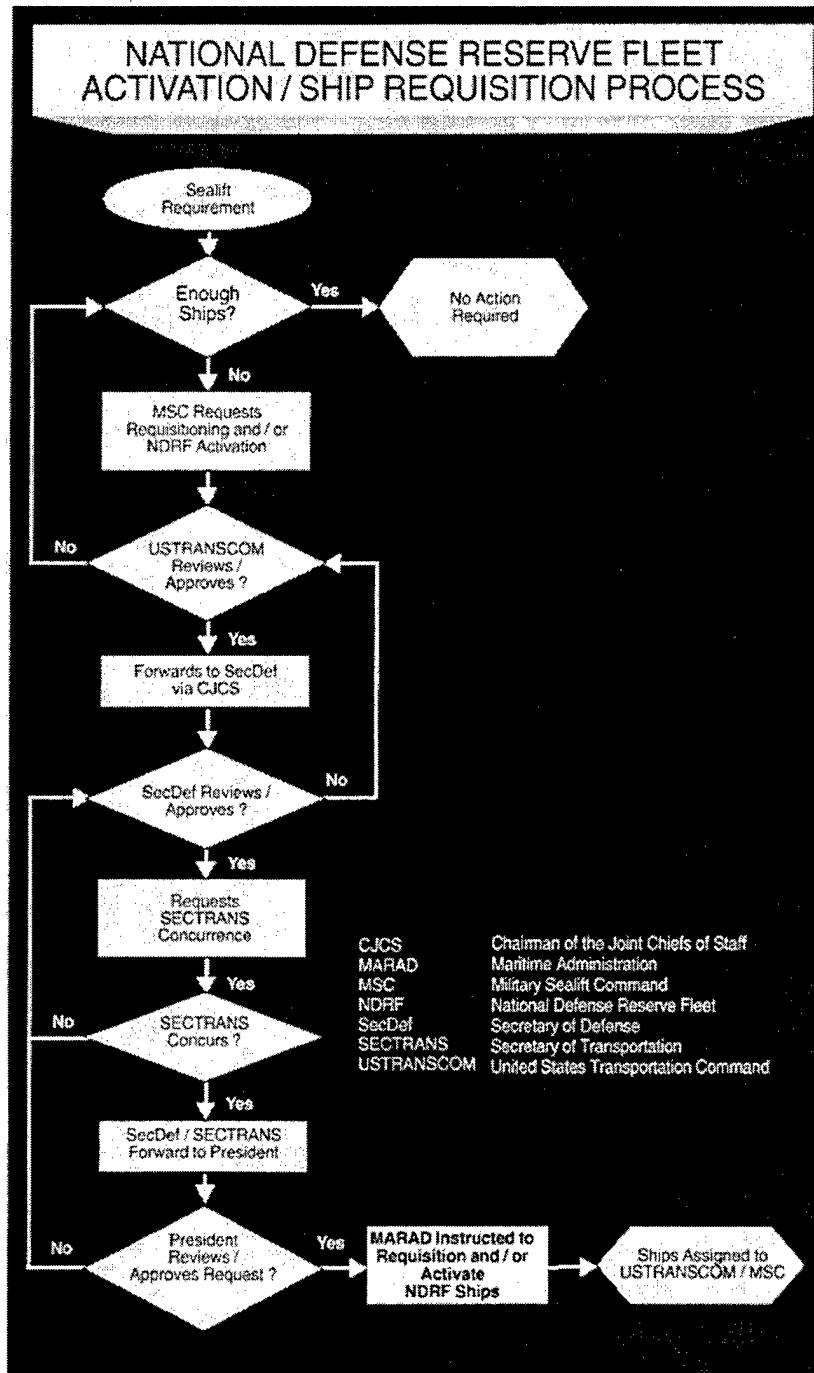 NATIONAL DEFENSE RESERVE FLEET
ACTIVATION / SHIP REQUISITION PROCESS
Sealift
Requirement
Enough
Ships?
Yes
No Action
Required
No
MSC Requests
Requisitioning and / or
NDRF Activation
No
USTRANSCOM
Reviews /
Approves ?
Yes
Forwards to SecDef
via CJCS
SecDef Reviews /
Approves ?
No
Yes
Requests
SECTRANS
Concurrence
Yes
No
SECTRANS
Concurs ?
Yes
CJCS Chairman of the Joint Chiefs of Staff
MARAD Maritime Administration
MSC Military Sealift Command
NDRF National Defense Reserve Fleet
SecDef Secretary of Defense
SECTRANS Secretary of Transportation
USTRANSCOM United States Transportation Command
SecDef / SECTRANS
Forward to President
No
President
Reviews /
Approves Request ?
Yes
MARAD Instructed to
Requisition and / or
Activate
NDRF Ships
Ships Assigned to
USTRANSCOM / MSC